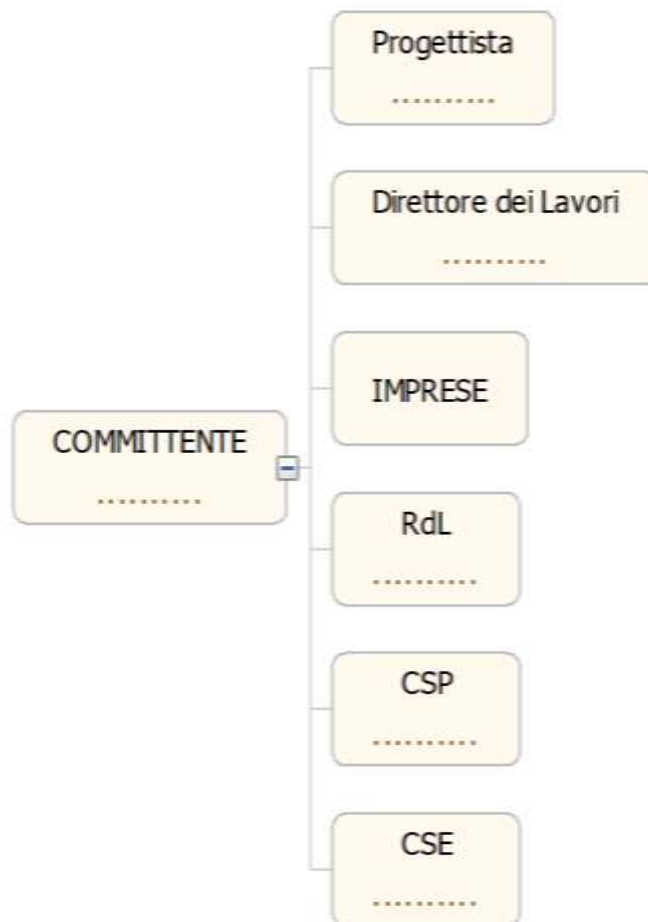 Progettista
..........
Direttore dei Lavori
..........
IMPRESE
COMMITTENTE
..........
RdL
..........
CSP
..........
CSE
..........